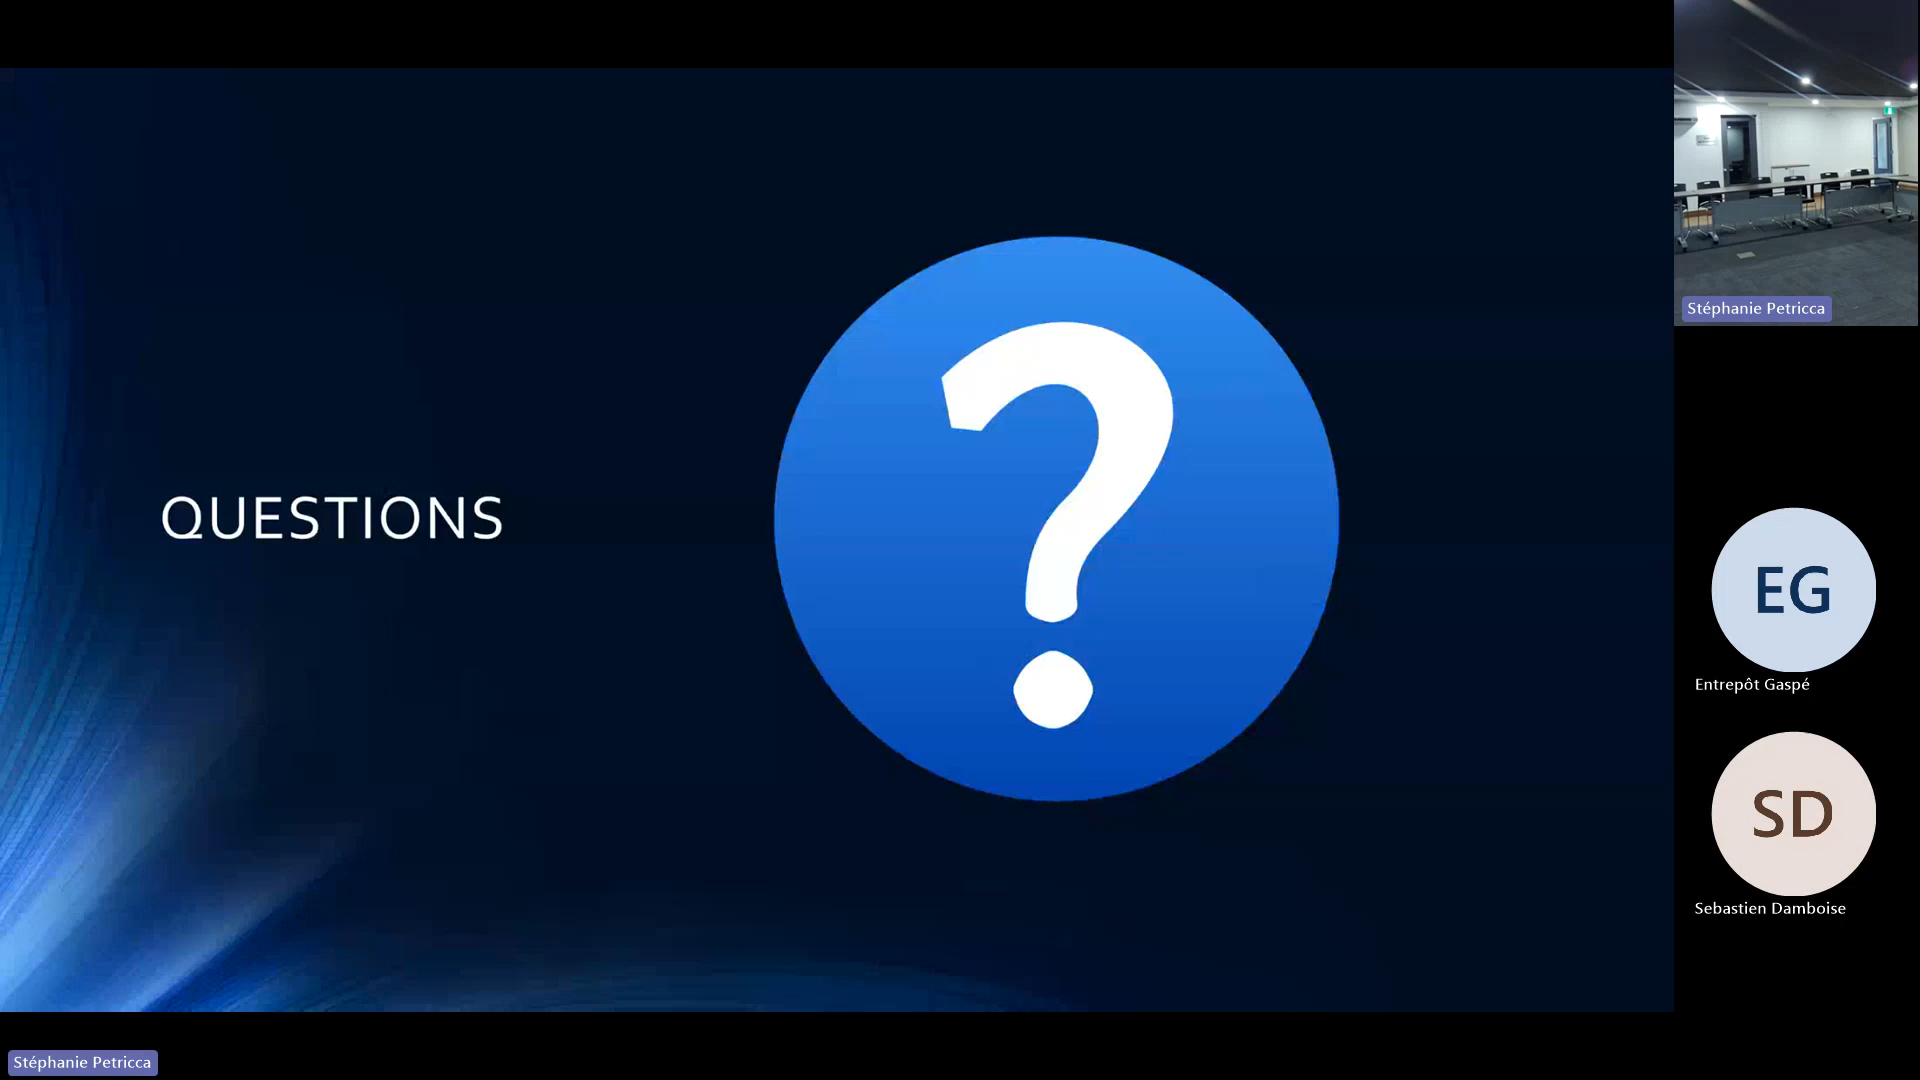 QUESTIONS
?
Stéphanie Petricca
EG
Entrepôt Gaspé
SD
Sebastien Damboise
Stéphanie Petricca